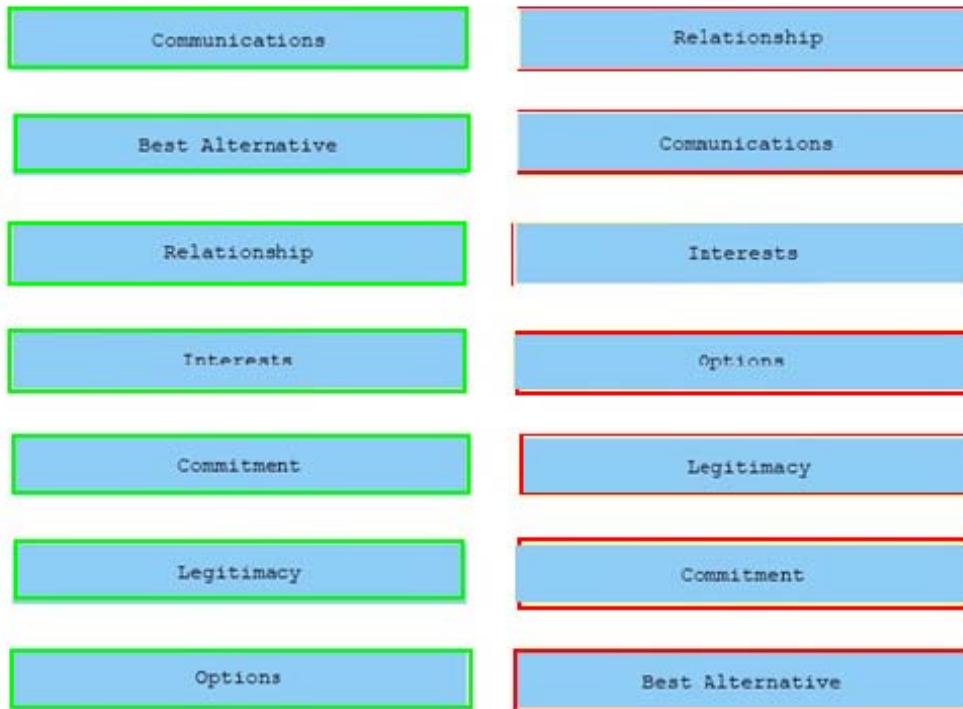 Communications
Relationship
Best Alternative
Communications
Relationship
Interests
Interests
Options
Commitment
Legitimacy
Legitimacy
Commitment
Options
Best Alternative